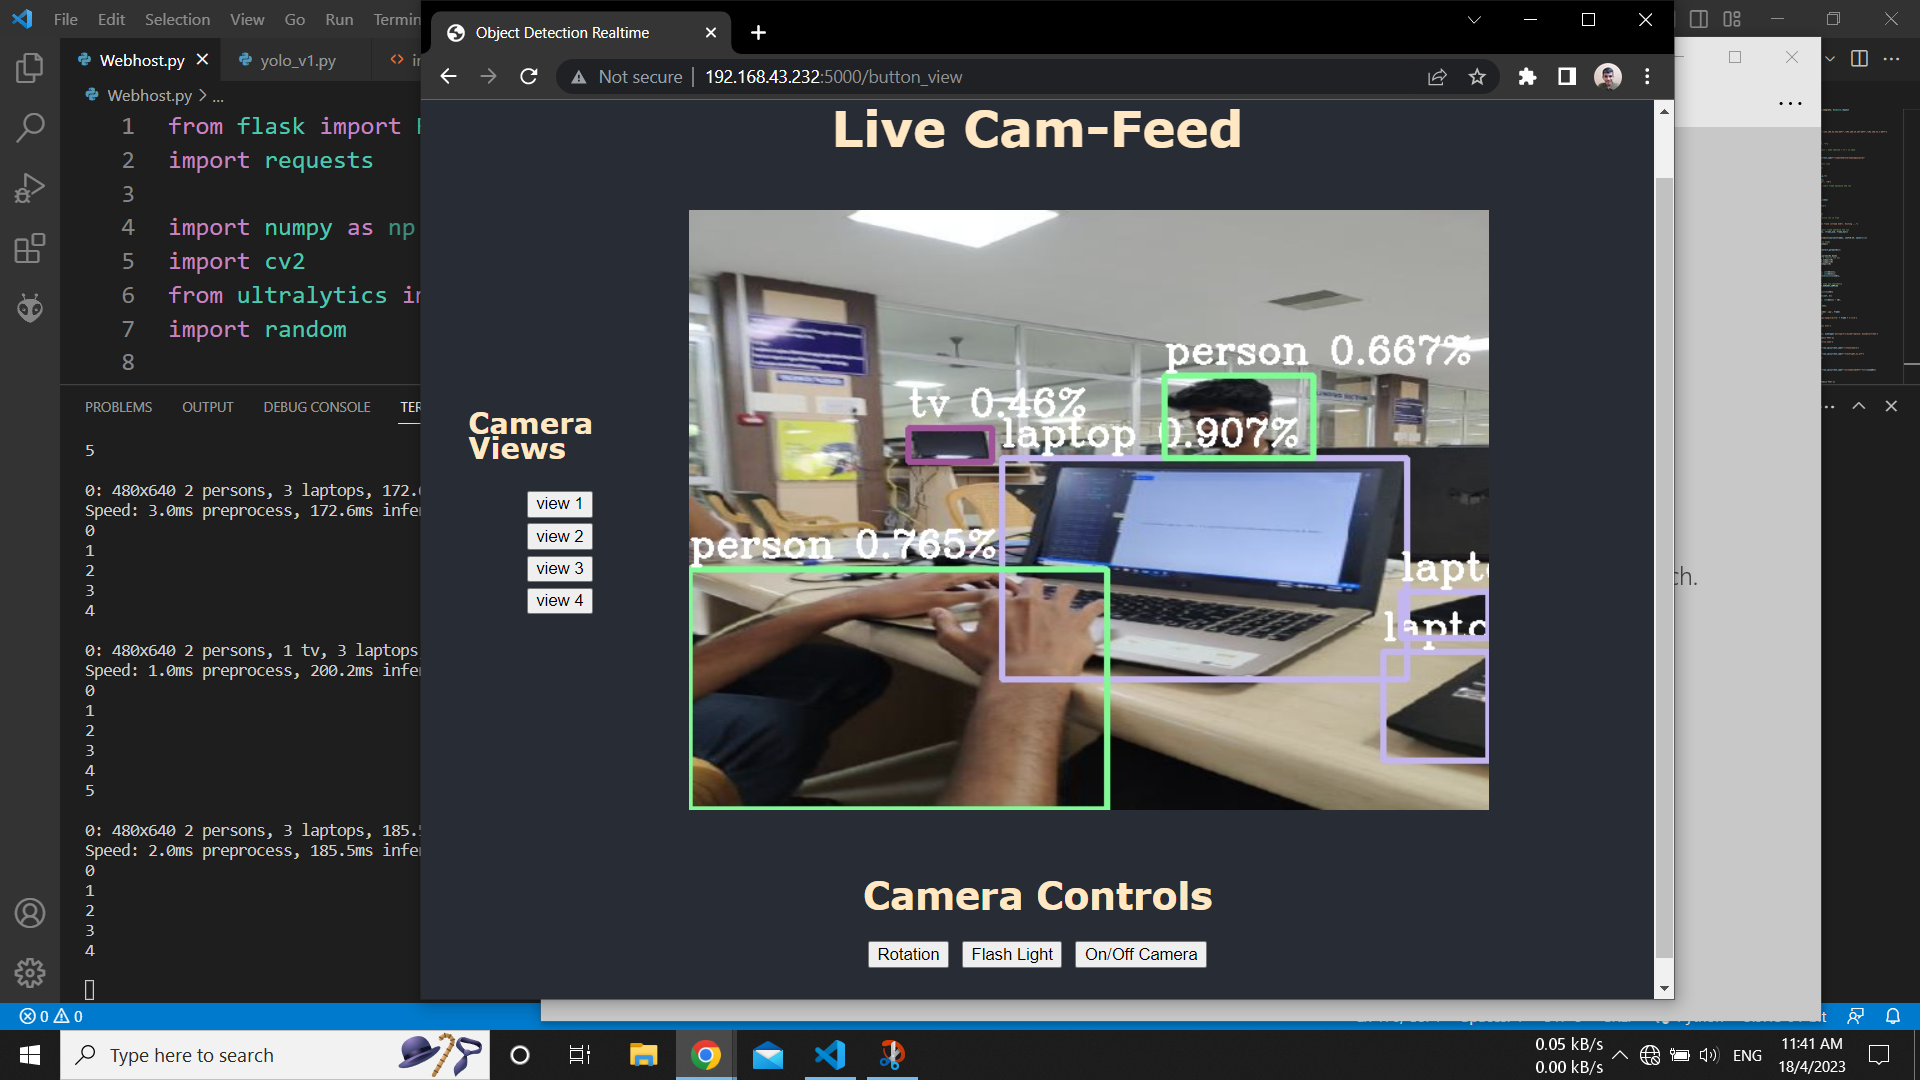 File Edit Selection View Go Run Termin
Webhost.py
yolo_v1.py
Webhost.py > ...
1 from flask import
2 import requests
3
4 import numpy as np
5 import cv2
6 from ultralytics
7 import random
8
PROBLEMS OUTPUT DEBUG CONSOLE TER
5
0: 480x640 2 persons, 3 laptops, 172.
Speed: 3.0ms preprocess, 172.6ms infe
0
1
2
3
4
0: 480x640 2 persons, 1 tv, 3 laptops
Speed: 1.0ms preprocess, 200.2ms infe
0
1
2
3
4
5
0: 480x640 2 persons, 3 laptops, 185.
Speed: 2.0ms preprocess, 185.5ms infe
0
1
2
3
4
0 0
Object Detection Realtime
Not secure | 192.168.43.232:5000/button_view
Live Cam-Feed
Camera
Views
view 1
view 2
view 3
view 4
person 0.667%
tv 0.46%
laptop 0.907%
person 0.765%
lapt
lapto
Camera Controls
Rotation Flash Light On/Off Camera
ch.
Type here to search
0.05 kB/s
0.00 kB/s
ENG
11:41 AM
18/4/2023